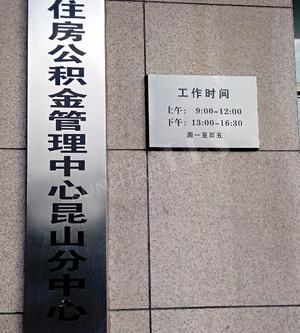 住房公积金管理中心昆山分中心
工作时间
上午： 9:00-12:00
下午： 13:00-16:30
周一至周五